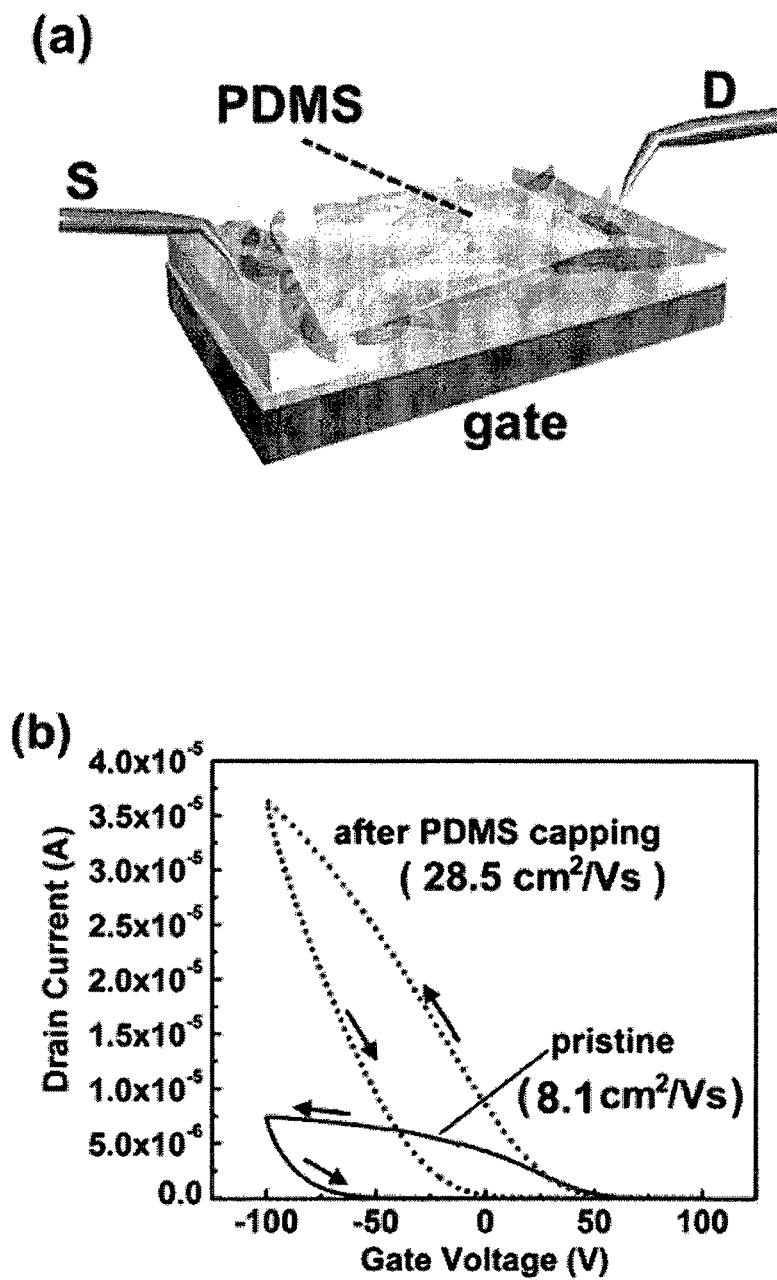 (a)
PDMS
D
S
gate
(b)
4.0x10⁻⁵
3.5x10⁻⁵
3.0x10⁻⁵
2.5x10⁻⁵
2.0x10⁻⁵
1.5x10⁻⁵
1.0x10⁻⁵
5.0x10⁻⁶
0.0
Drain Current (A)
after PDMS capping
( 28.5 cm²/Vs )
pristine
(8.1cm²/Vs)
-100 -50 0 50 100
Gate Voltage (V)